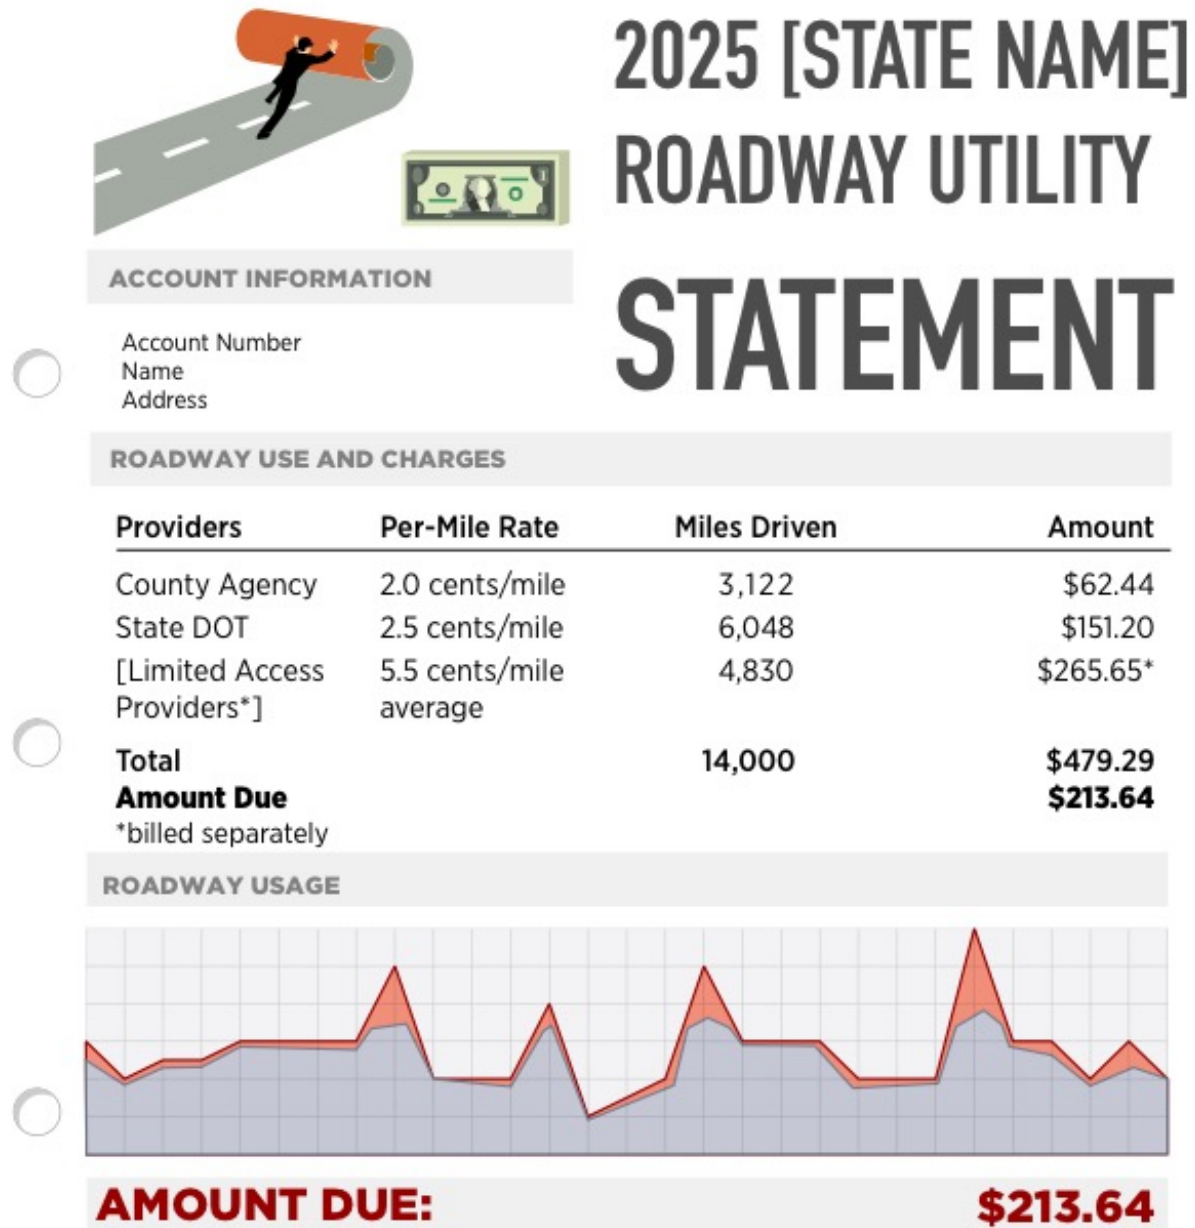 2025 [STATE NAME]
ROADWAY UTILITY
STATEMENT
ACCOUNT INFORMATION
Account Number
Name
Address
ROADWAY USE AND CHARGES
Providers Per-Mile Rate Miles Driven Amount
County Agency 2.0 cents/mile 3,122 $62.44
State DOT 2.5 cents/mile 6,048 $151.20
[Limited Access 5.5 cents/mile 4,830 $265.65*
Providers*] average
Total 14,000 $479.29
Amount Due $213.64
*billed separately
ROADWAY USAGE
AMOUNT DUE: $213.64